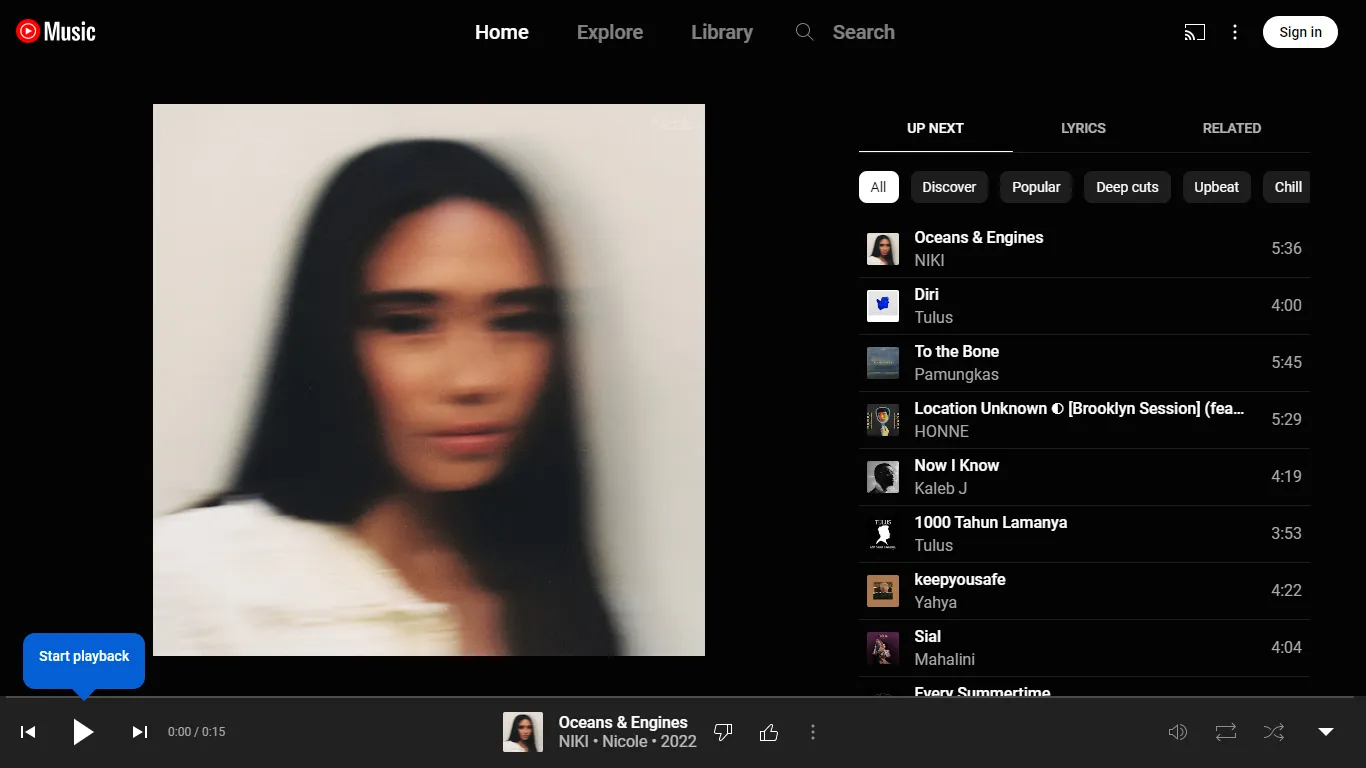 Music
Home
Explore
Library
Search
Sign in
UP NEXT
LYRICS
RELATED
All
Discover
Popular
Deep cuts
Upbeat
Chill
Oceans & Engines
NIKI
5:36
Diri
Tulus
4:00
To the Bone
Pamungkas
5:45
Location Unknown ◐ [Brooklyn Session] (fea...
HONNE
5:29
Now I Know
Kaleb J
4:19
1000 Tahun Lamanya
Tulus
3:53
keepyousafe
Yahya
4:22
Sial
Mahalini
4:04
Every Summertime
Start playback
0:00 / 0:15
Oceans & Engines
NIKI • Nicole • 2022